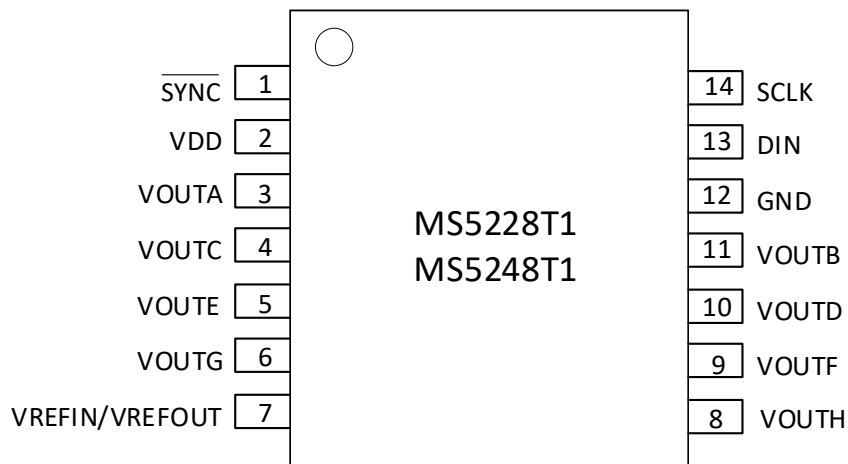 SYNC 1
VDD 2
VOUTA 3
VOUTC 4
VOUTE 5
VOUTG 6
VREFIN/VREFOUT 7
MS5228T1
MS5248T1
14 SCLK
13 DIN
12 GND
11 VOUTB
10 VOUTD
9 VOUTF
8 VOUTH